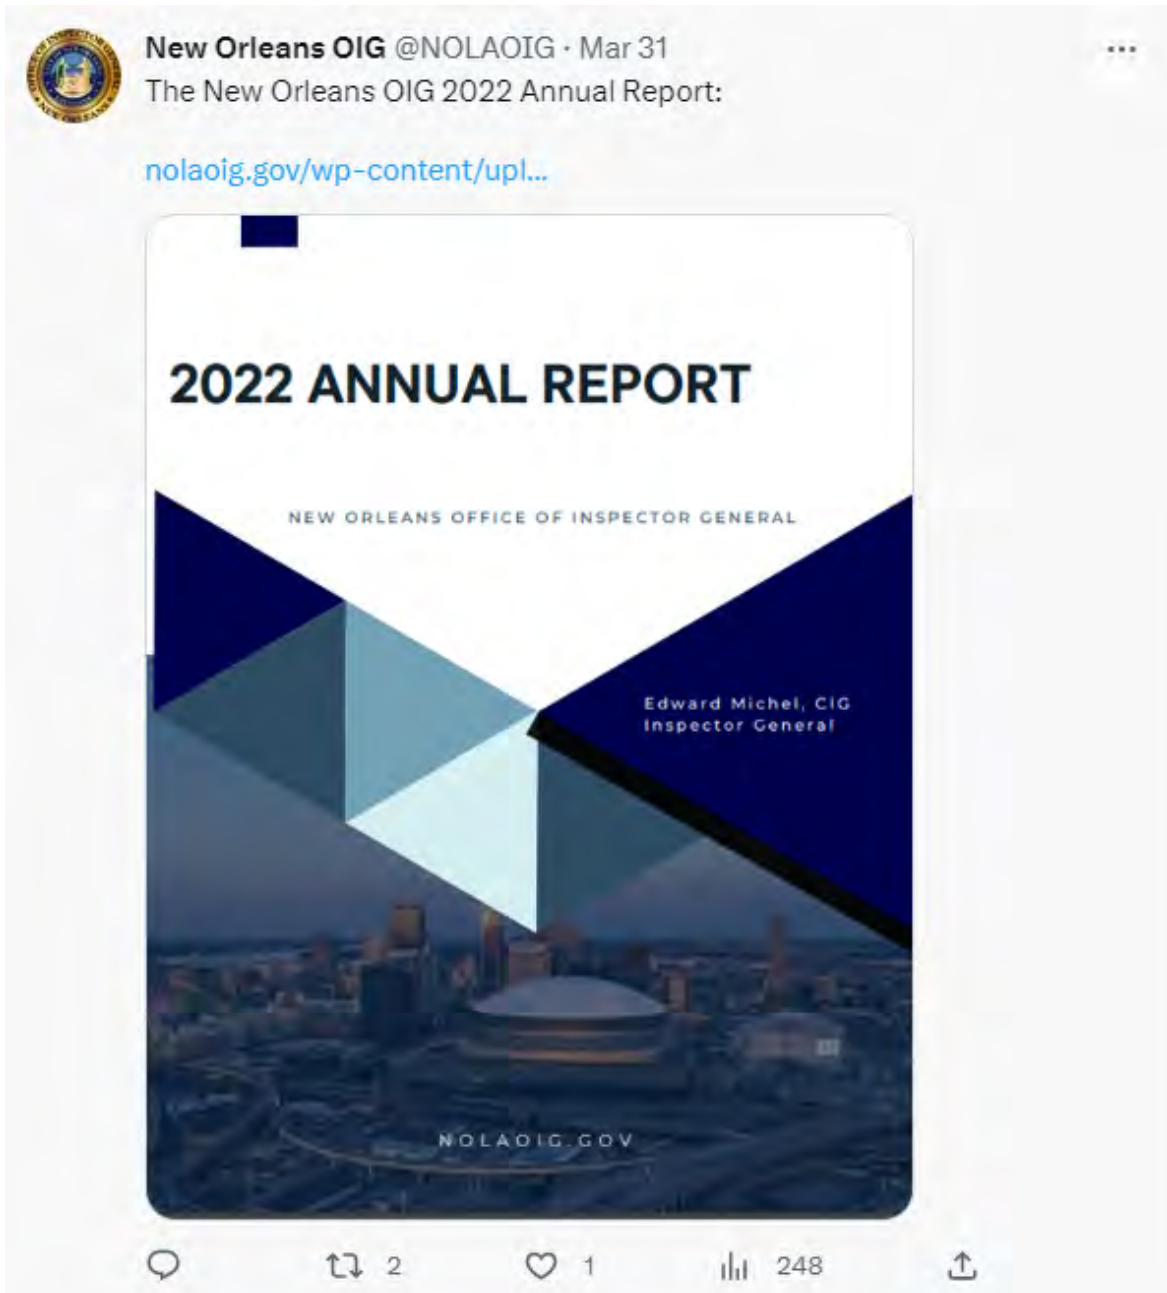 New Orleans OIG @NOLAOIG · Mar 31
The New Orleans OIG 2022 Annual Report:
nolaoig.gov/wp-content/upl...
2022 ANNUAL REPORT
NEW ORLEANS OFFICE OF INSPECTOR GENERAL
Edward Michel, CIG
Inspector General
NOLAOIG.GOV
2 1 248